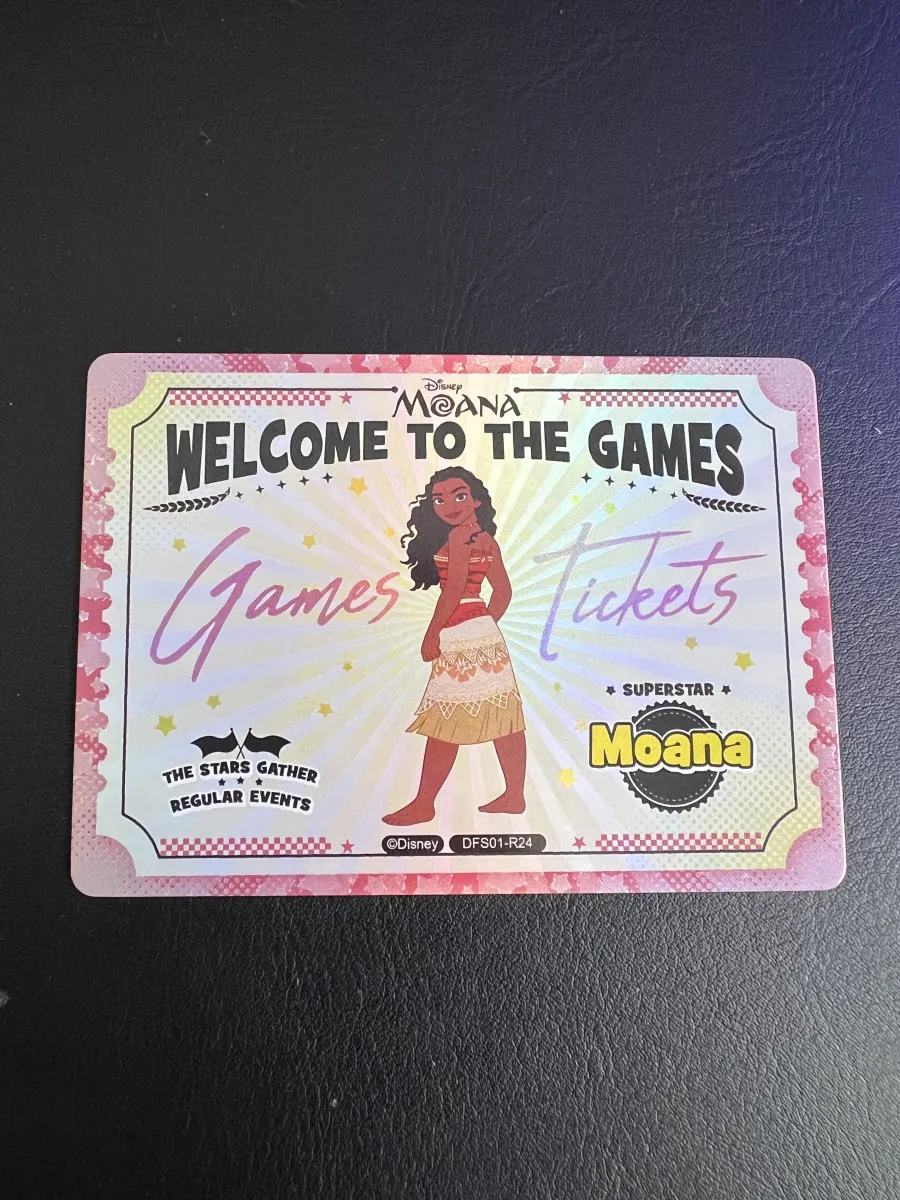 Disney
MOANA
WELCOME TO THE GAMES
Games Tickets
SUPERSTAR
Moana
THE STARS GATHER
REGULAR EVENTS
©Disney DFS01-R24